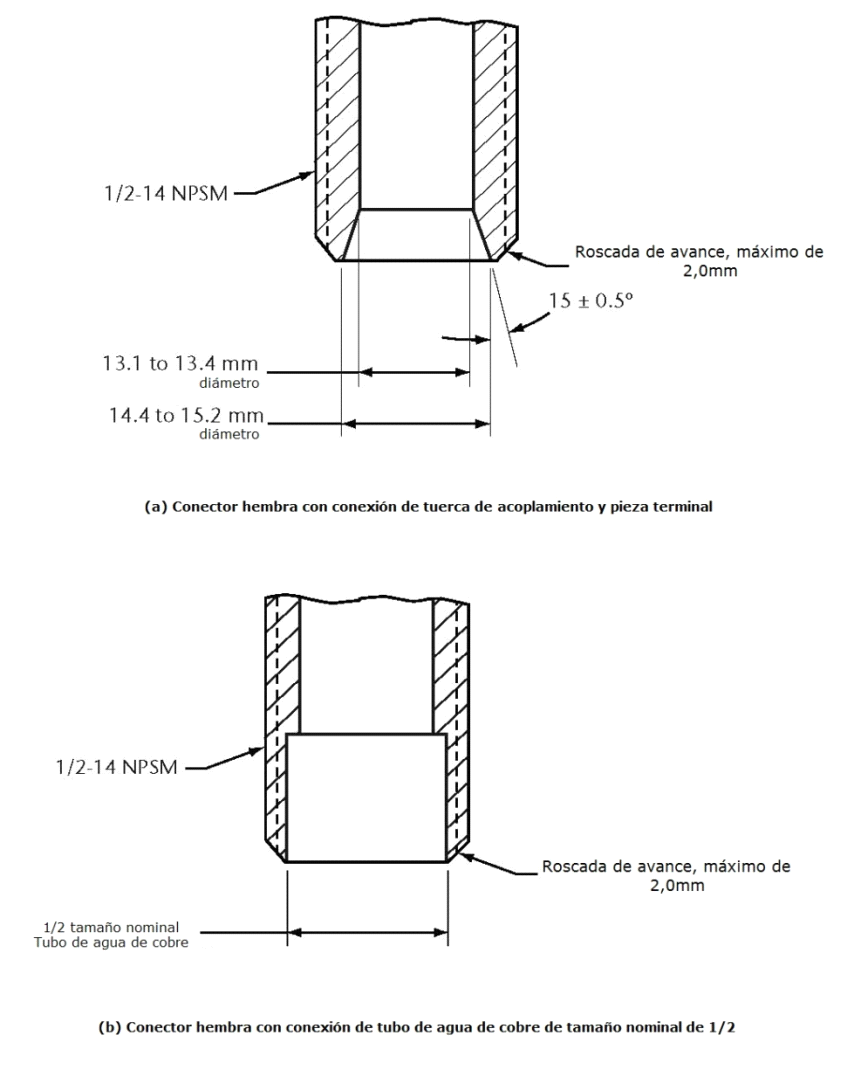 1/2-14 NPSM
Roscada de avance, máximo de
2,0mm
15 ± 0.5º
13.1 to 13.4 mm
diámetro
14.4 to 15.2 mm
diámetro
(a) Conector hembra con conexión de tuerca de acoplamiento y pieza terminal
1/2-14 NPSM
Roscada de avance, máximo de
2,0mm
1/2 tamaño nominal
Tubo de agua de cobre
(b) Conector hembra con conexión de tubo de agua de cobre de tamaño nominal de 1/2